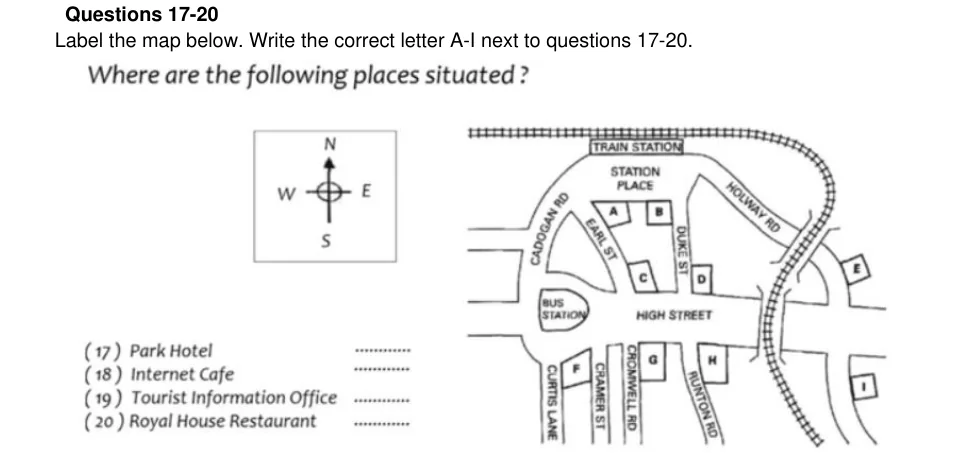 Questions 17-20
Label the map below. Write the correct letter A-I next to questions 17-20.
Where are the following places situated ?
N
W E
S
TRAIN STATION
STATION
PLACE
HOLWAY RD
CADOGAN RD
A
B
EARL ST
DUKE ST
C
D
E
BUS
STATION
HIGH STREET
F
G
H
I
CURTIS LANE
CRAMER ST
CROMWELL RD
RUNTON RD
( 17 ) Park Hotel ............
( 18 ) Internet Cafe ............
( 19 ) Tourist Information Office ............
( 20 ) Royal House Restaurant ............